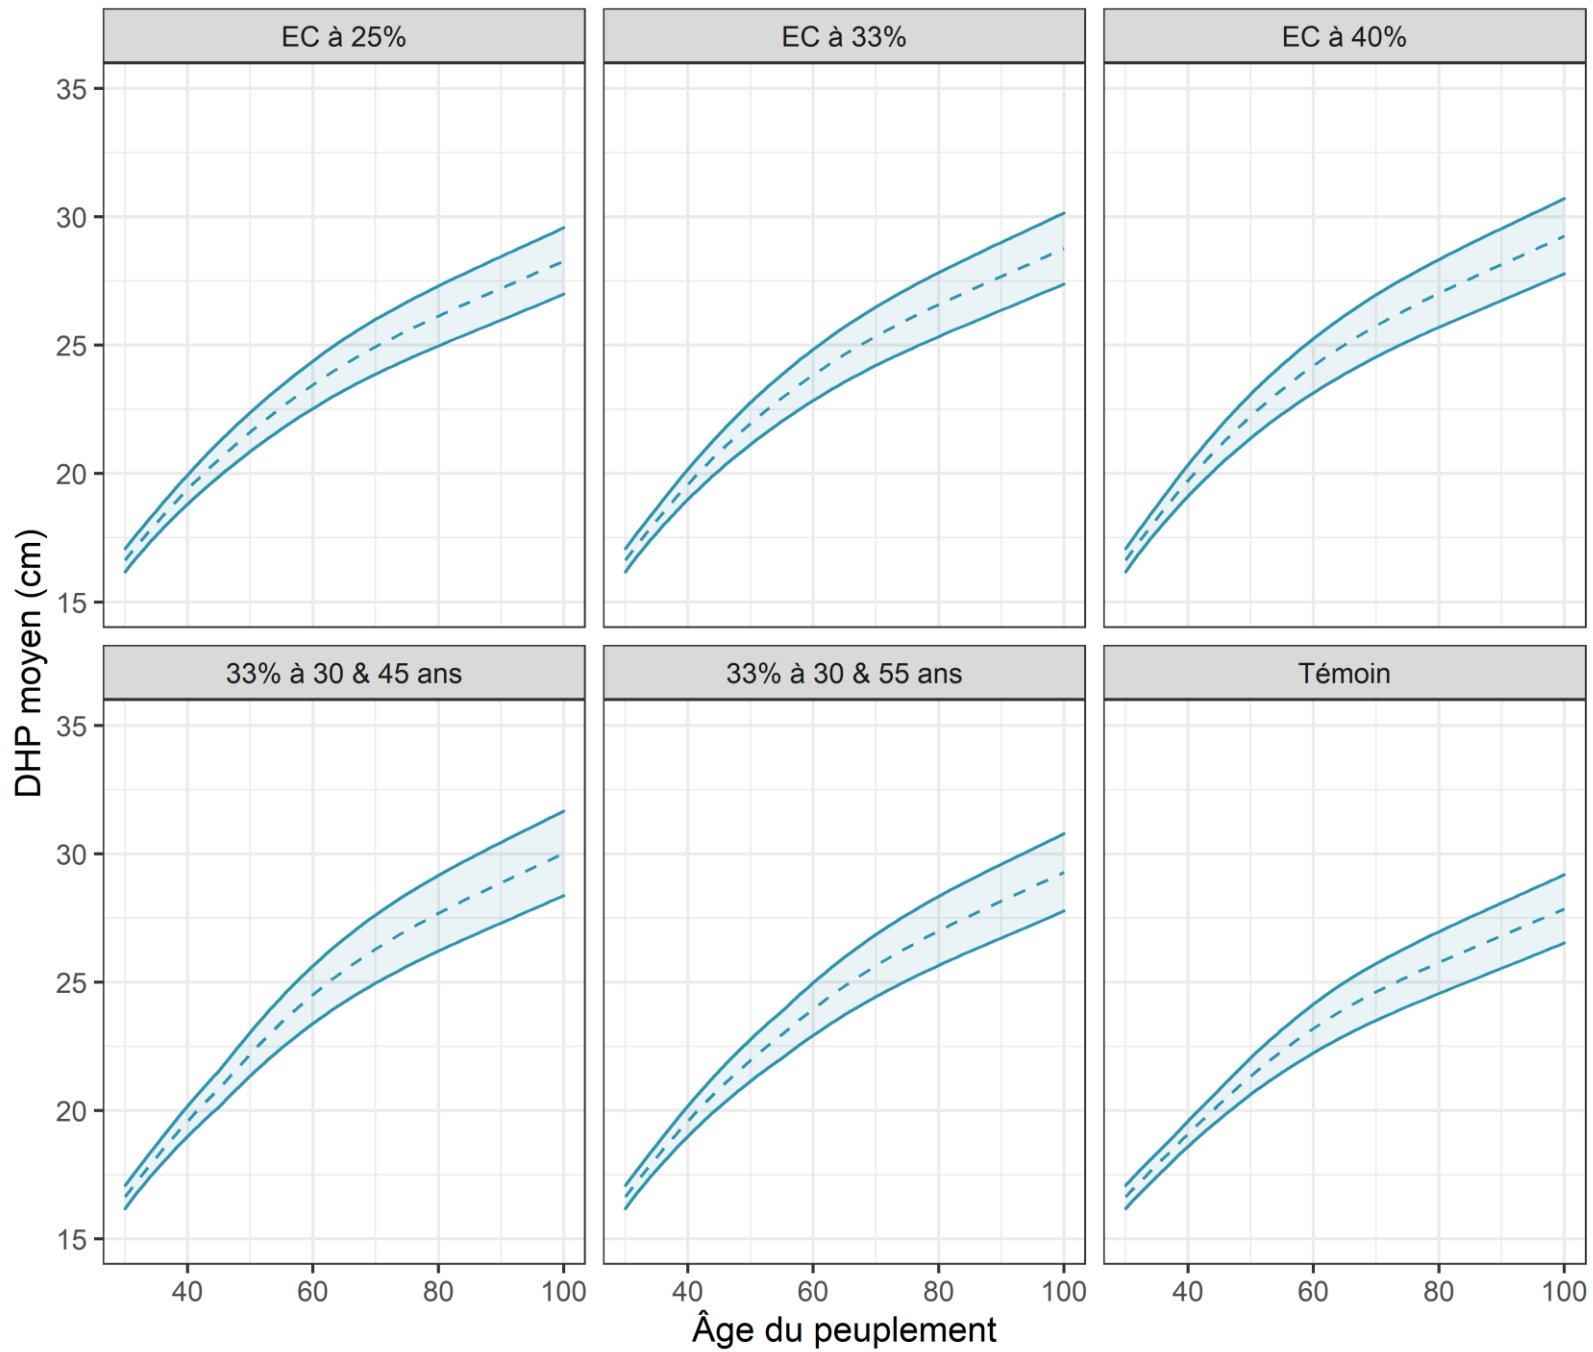 EC à 25%
EC à 33%
EC à 40%
35
30
25
20
15
33% à 30 & 45 ans
33% à 30 & 55 ans
Témoin
35
30
25
20
15
DHP moyen (cm)
40 60 80 100
40 60 80 100
40 60 80 100
Âge du peuplement